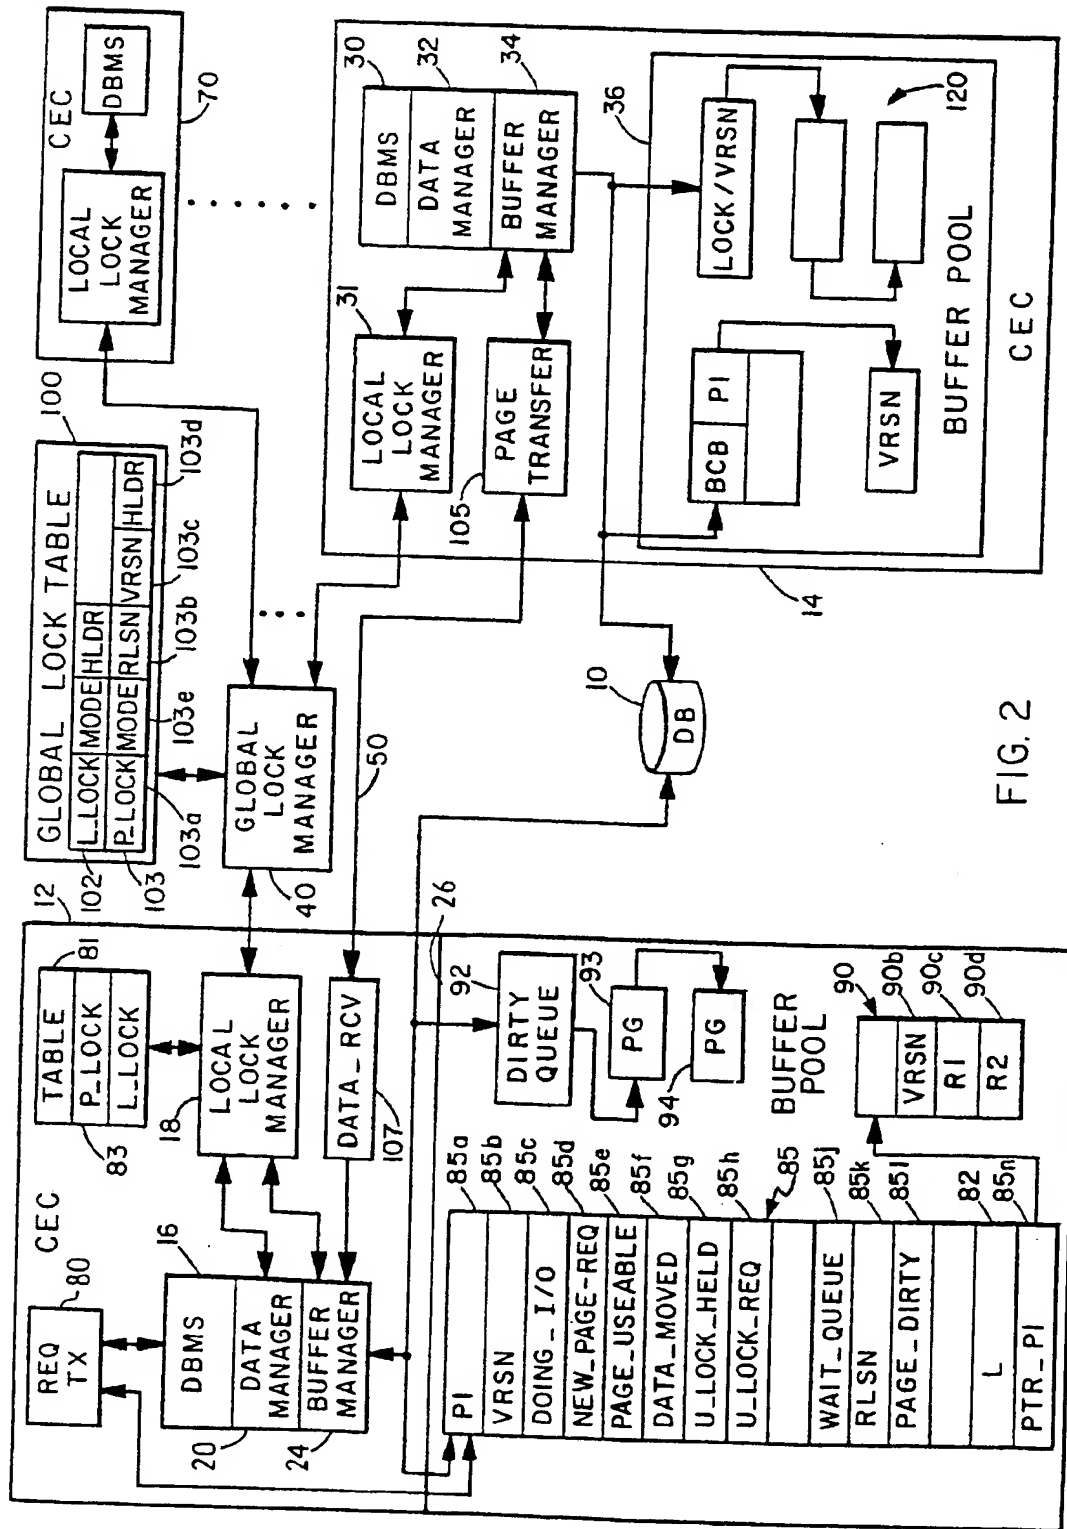 CEC
12
REQ
TX
80
DBMS
DATA
MANAGER
BUFFER
MANAGER
16
20
24
TABLE
P_LOCK
L_LOCK
81
83
LOCAL
LOCK
MANAGER
18
DATA_RCV
107
26
PI
VRSN
DOING_I/O
NEW_PAGE-REQ
PAGE_USEABLE
DATA_MOVED
U_LOCK_HELD
U_LOCK_REQ
WAIT_QUEUE
RLSN
PAGE_DIRTY
L
PTR_PI
85a
85b
85c
85d
85e
85f
85g
85h
85
85j
85k
85l
82
85n
DIRTY
QUEUE
92
PG
93
PG
94
BUFFER
POOL
90
VRSN
R1
R2
90b
90c
90d
GLOBAL LOCK TABLE
100
L_LOCK MODE HLDR
P_LOCK MODE RLSN VRSN HLDR
102
103
103a
103e
103b
103c
103d
GLOBAL
LOCK
MANAGER
40
50
DB
10
CEC
LOCAL
LOCK
MANAGER
DBMS
70
LOCAL
LOCK
MANAGER
31
DBMS
DATA
MANAGER
BUFFER
MANAGER
30
32
34
PAGE
TRANSFER
105
36
BCB PI
VRSN
LOCK/VRSN
120
BUFFER POOL
CEC
14
FIG. 2